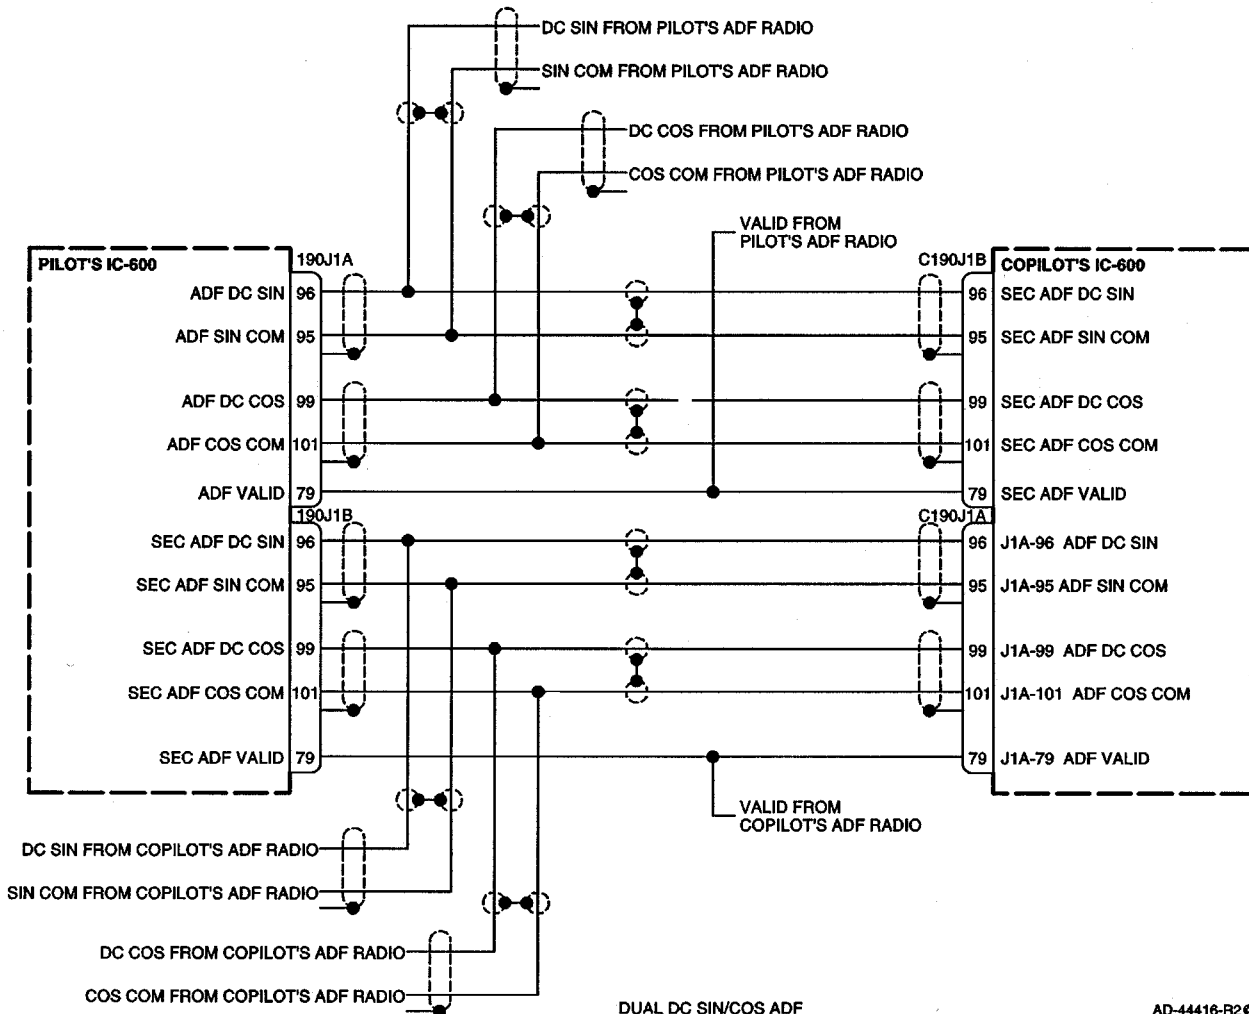 DC SIN FROM PILOT'S ADF RADIO
SIN COM FROM PILOT'S ADF RADIO
DC COS FROM PILOT'S ADF RADIO
COS COM FROM PILOT'S ADF RADIO
VALID FROM
PILOT'S ADF RADIO
PILOT'S IC-600
190J1A
C190J1B
COPILOT'S IC-600
ADF DC SIN 96
96 SEC ADF DC SIN
ADF SIN COM 95
95 SEC ADF SIN COM
ADF DC COS 99
99 SEC ADF DC COS
ADF COS COM 101
101 SEC ADF COS COM
ADF VALID 79
79 SEC ADF VALID
190J1B
C190J1A
SEC ADF DC SIN 96
96 J1A-96 ADF DC SIN
SEC ADF SIN COM 95
95 J1A-95 ADF SIN COM
SEC ADF DC COS 99
99 J1A-99 ADF DC COS
SEC ADF COS COM 101
101 J1A-101 ADF COS COM
SEC ADF VALID 79
79 J1A-79 ADF VALID
VALID FROM
COPILOT'S ADF RADIO
DC SIN FROM COPILOT'S ADF RADIO
SIN COM FROM COPILOT'S ADF RADIO
DC COS FROM COPILOT'S ADF RADIO
COS COM FROM COPILOT'S ADF RADIO
DUAL DC SIN/COS ADF
AD-44416-R2